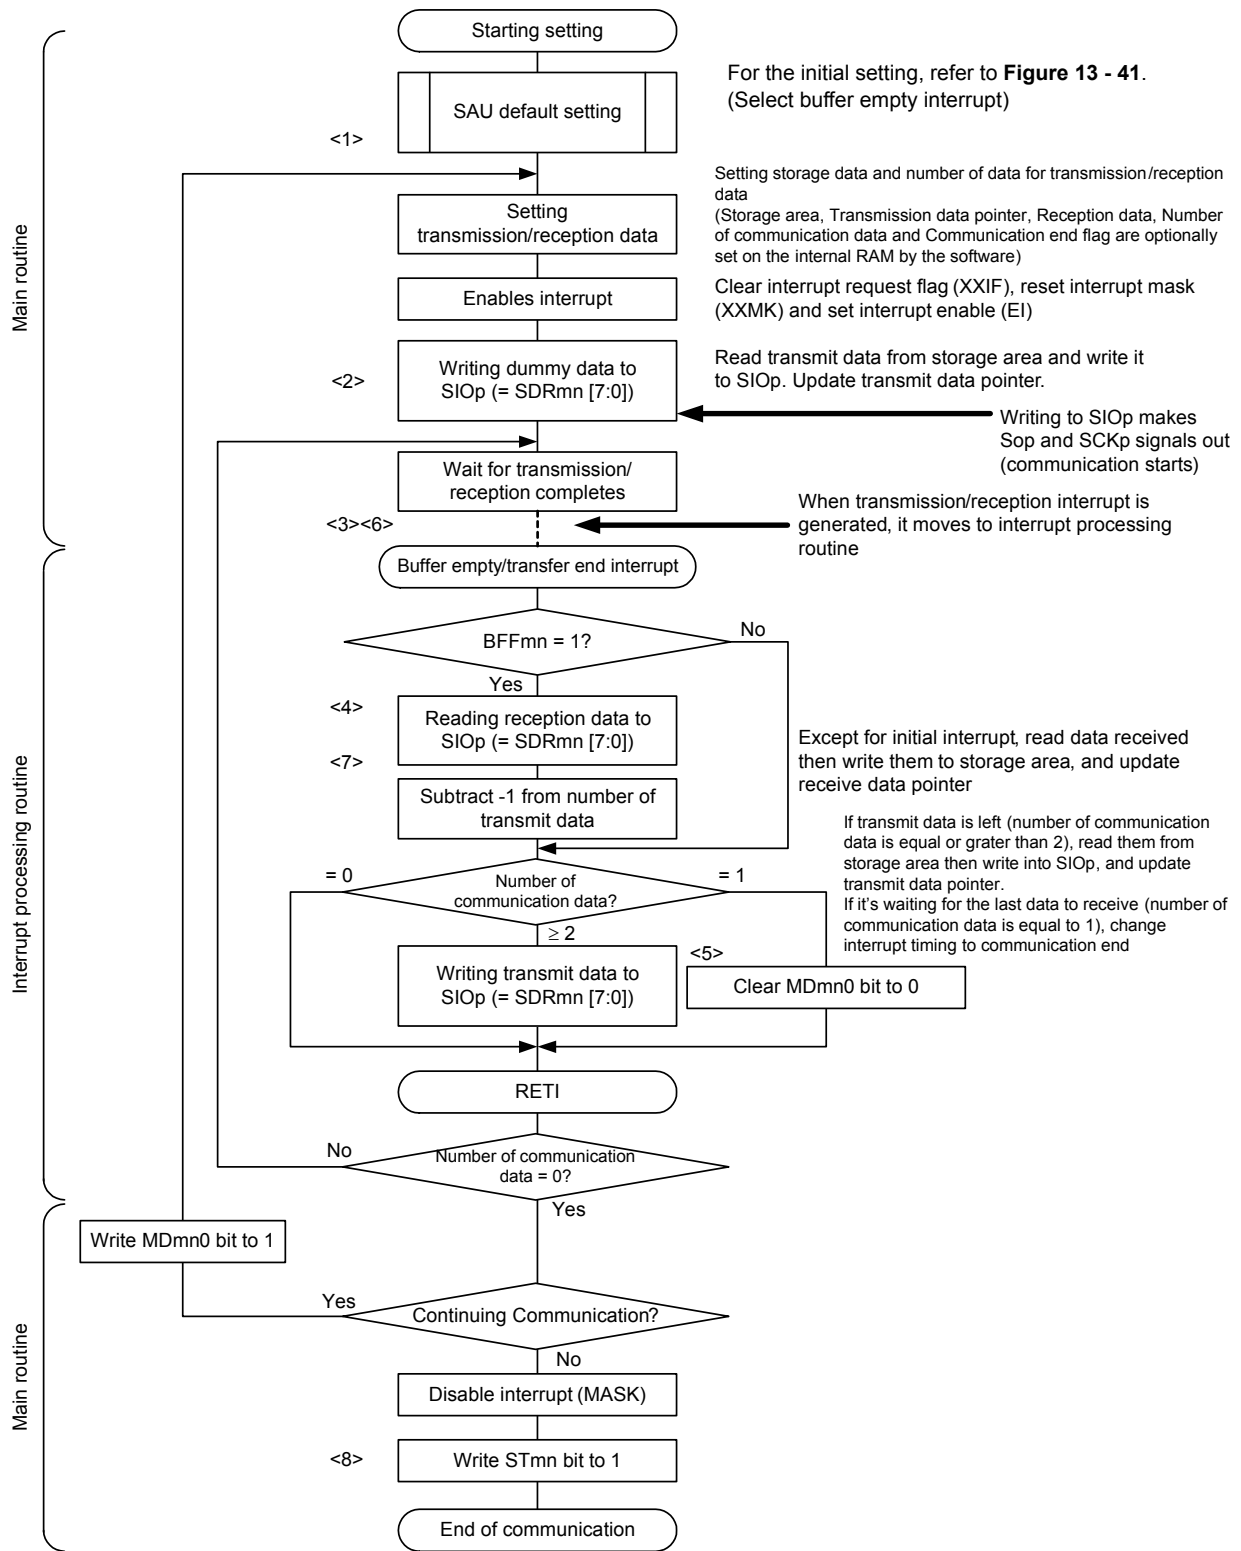 Starting setting
For the initial setting, refer to Figure 13 - 41.
(Select buffer empty interrupt)
SAU default setting
<1>
Setting storage data and number of data for transmission/reception
data
(Storage area, Transmission data pointer, Reception data, Number
of communication data and Communication end flag are optionally
set on the internal RAM by the software)
Setting
transmission/reception data
Main routine
Enables interrupt
Clear interrupt request flag (XXIF), reset interrupt mask
(XXMK) and set interrupt enable (EI)
<2>
Writing dummy data to
SIOp (= SDRmn [7:0])
Read transmit data from storage area and write it
to SIOp. Update transmit data pointer.
Writing to SIOp makes
Sop and SCKp signals out
(communication starts)
Wait for transmission/
reception completes
<3><6>
When transmission/reception interrupt is
generated, it moves to interrupt processing
routine
Buffer empty/transfer end interrupt
BFFmn = 1?
No
Yes
<4>
Reading reception data to
SIOp (= SDRmn [7:0])
<7>
Except for initial interrupt, read data received
then write them to storage area, and update
receive data pointer
Subtract -1 from number of
transmit data
Interrupt processing routine
If transmit data is left (number of communication
data is equal or grater than 2), read them from
storage area then write into SIOp, and update
transmit data pointer.
If it's waiting for the last data to receive (number of
communication data is equal to 1), change
interrupt timing to communication end
= 0
Number of
communication data?
= 1
≥ 2
<5>
Writing transmit data to
SIOp (= SDRmn [7:0])
Clear MDmn0 bit to 0
RETI
No
Number of communication
data = 0?
Yes
Write MDmn0 bit to 1
Yes
Continuing Communication?
No
Main routine
Disable interrupt (MASK)
<8>
Write STmn bit to 1
End of communication